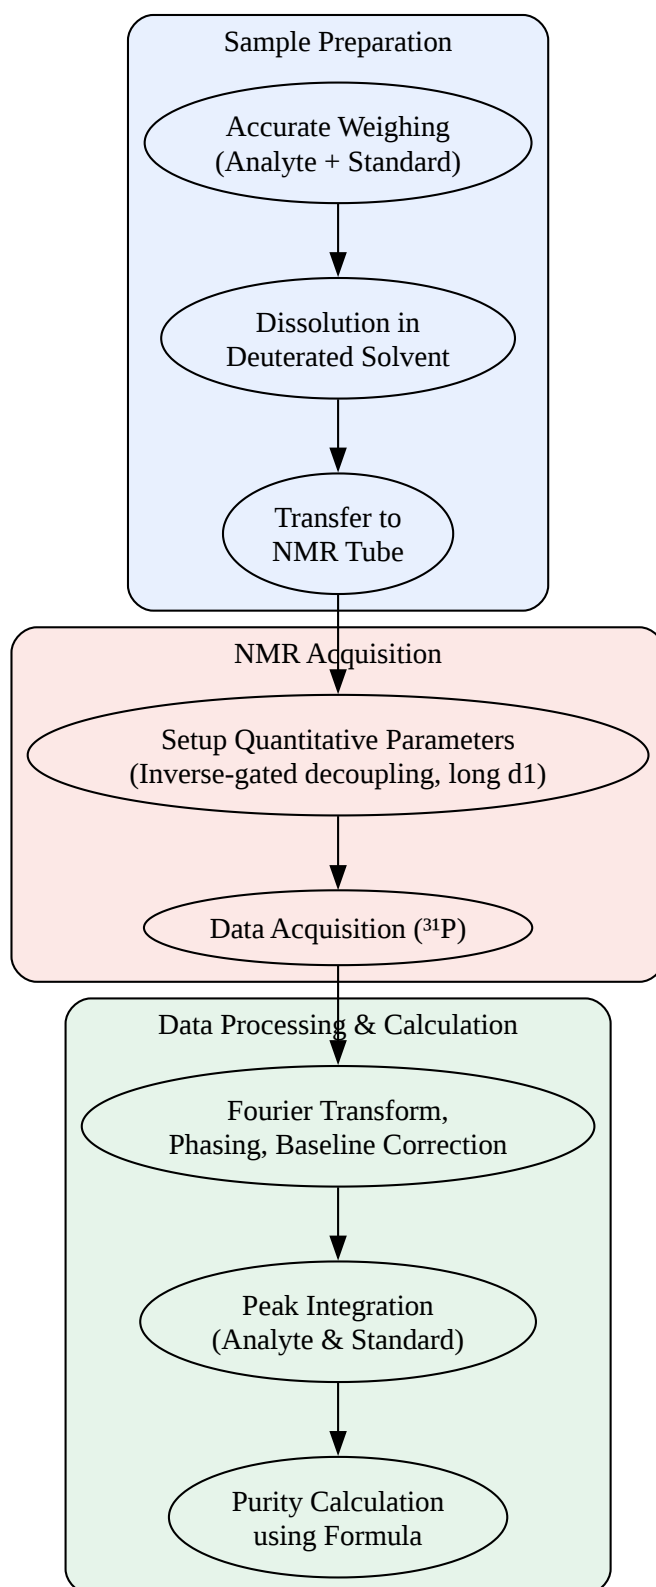 Sample Preparation
Accurate Weighing
(Analyte + Standard)
Dissolution in
Deuterated Solvent
Transfer to
NMR Tube
NMR Acquisition
Setup Quantitative Parameters
(Inverse-gated decoupling, long d1)
Data Acquisition (³¹P)
Data Processing & Calculation
Fourier Transform,
Phasing, Baseline Correction
Peak Integration
(Analyte & Standard)
Purity Calculation
using Formula